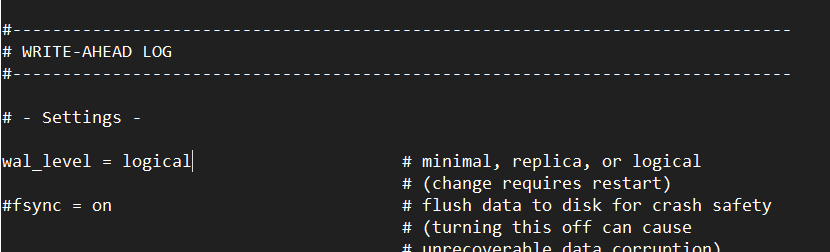 #------------------------------------------------------------------------------
# WRITE-AHEAD LOG
#------------------------------------------------------------------------------
# - Settings -
wal_level = logical # minimal, replica, or logical
# (change requires restart)
#fsync = on # flush data to disk for crash safety
# (turning this off can cause
# unrecoverable data corruption)